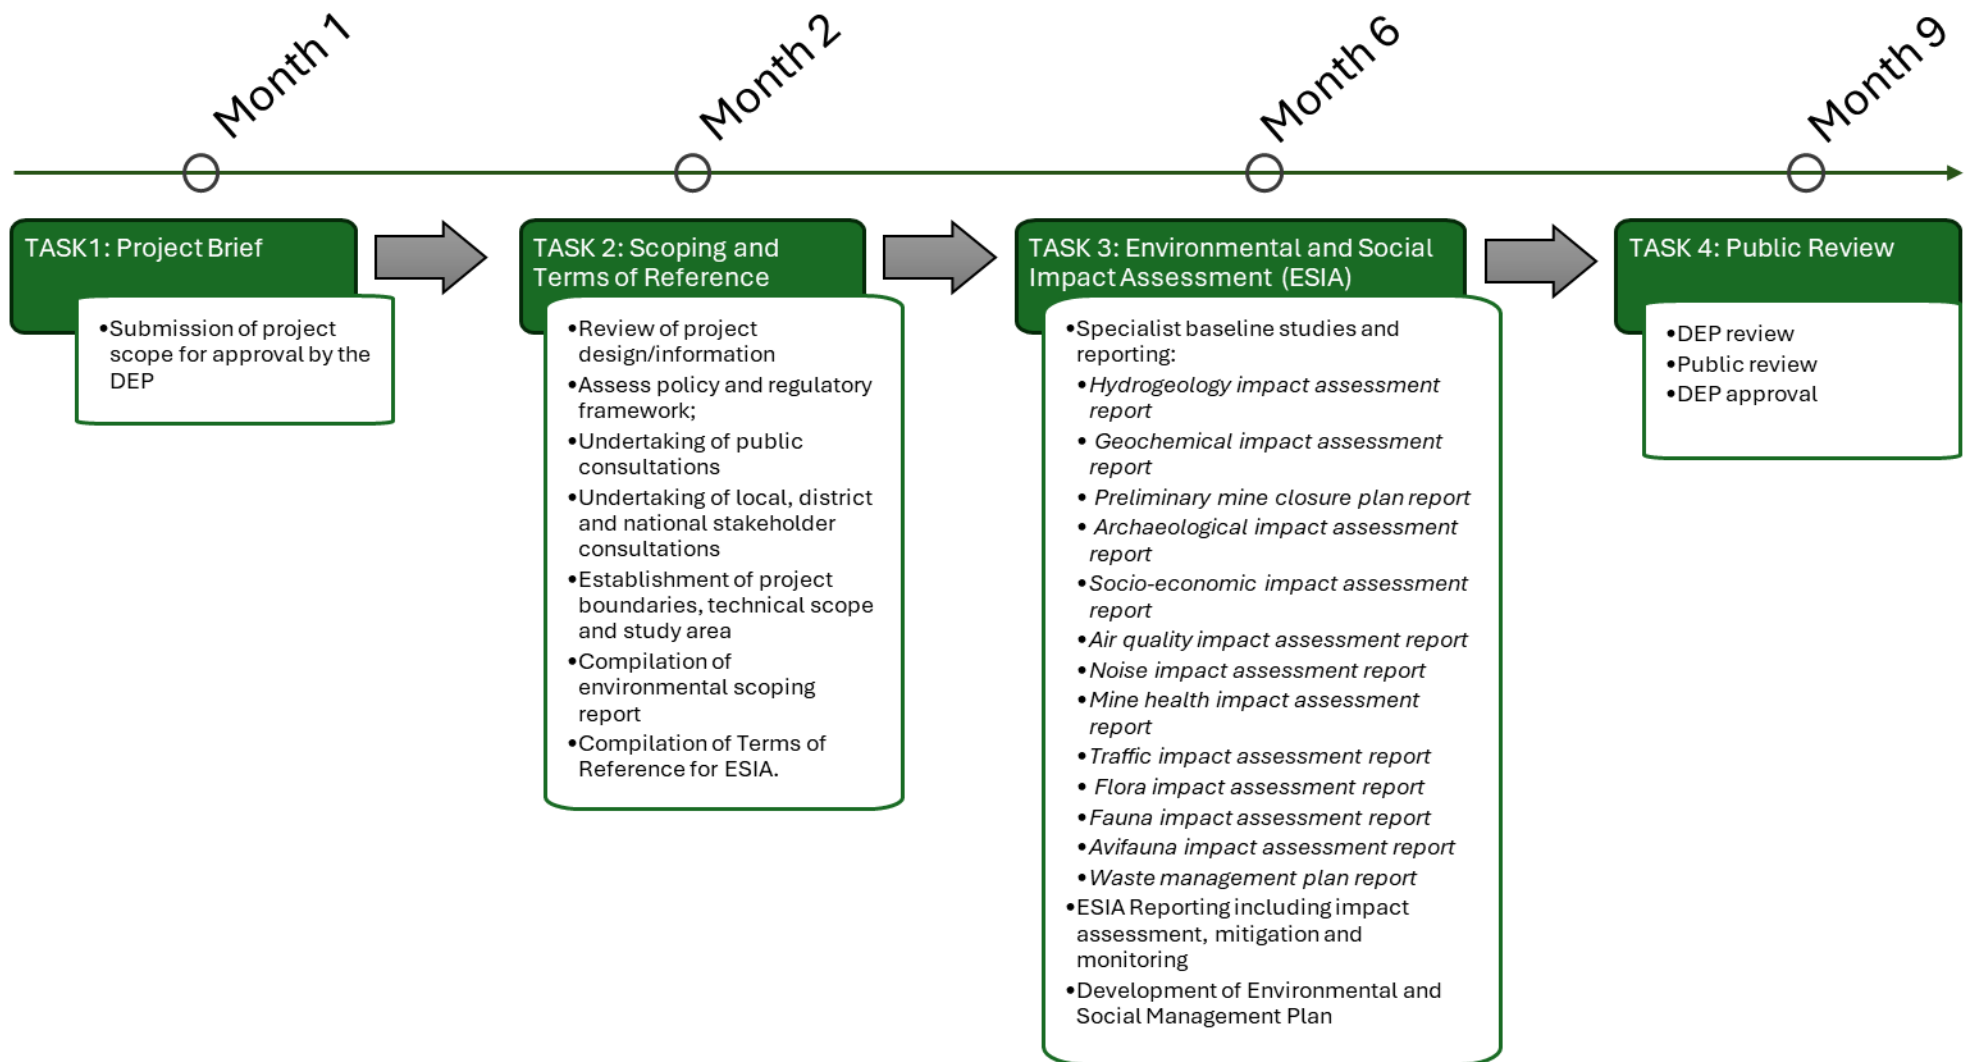 Month 1
Month 2
Month 6
Month 9
TASK1: Project Brief
•Submission of project
scope for approval by the
DEP
TASK 2: Scoping and
Terms of Reference
•Review of project
design/information
•Assess policy and regulatory
framework;
•Undertaking of public
consultations
•Undertaking of local, district
and national stakeholder
consultations
•Establishment of project
boundaries, technical scope
and study area
•Compilation of
environmental scoping
report
•Compilation of Terms of
Reference for ESIA.
TASK 3: Environmental and Social
Impact Assessment (ESIA)
•Specialist baseline studies and
reporting:
•Hydrogeology impact assessment
report
• Geochemical impact assessment
report
• Preliminary mine closure plan report
• Archaeological impact assessment
report
•Socio-economic impact assessment
report
•Air quality impact assessment report
•Noise impact assessment report
•Mine health impact assessment
report
•Traffic impact assessment report
• Flora impact assessment report
•Fauna impact assessment report
•Avifauna impact assessment report
•Waste management plan report
•ESIA Reporting including impact
assessment, mitigation and
monitoring
•Development of Environmental and
Social Management Plan
TASK 4: Public Review
•DEP review
•Public review
•DEP approval